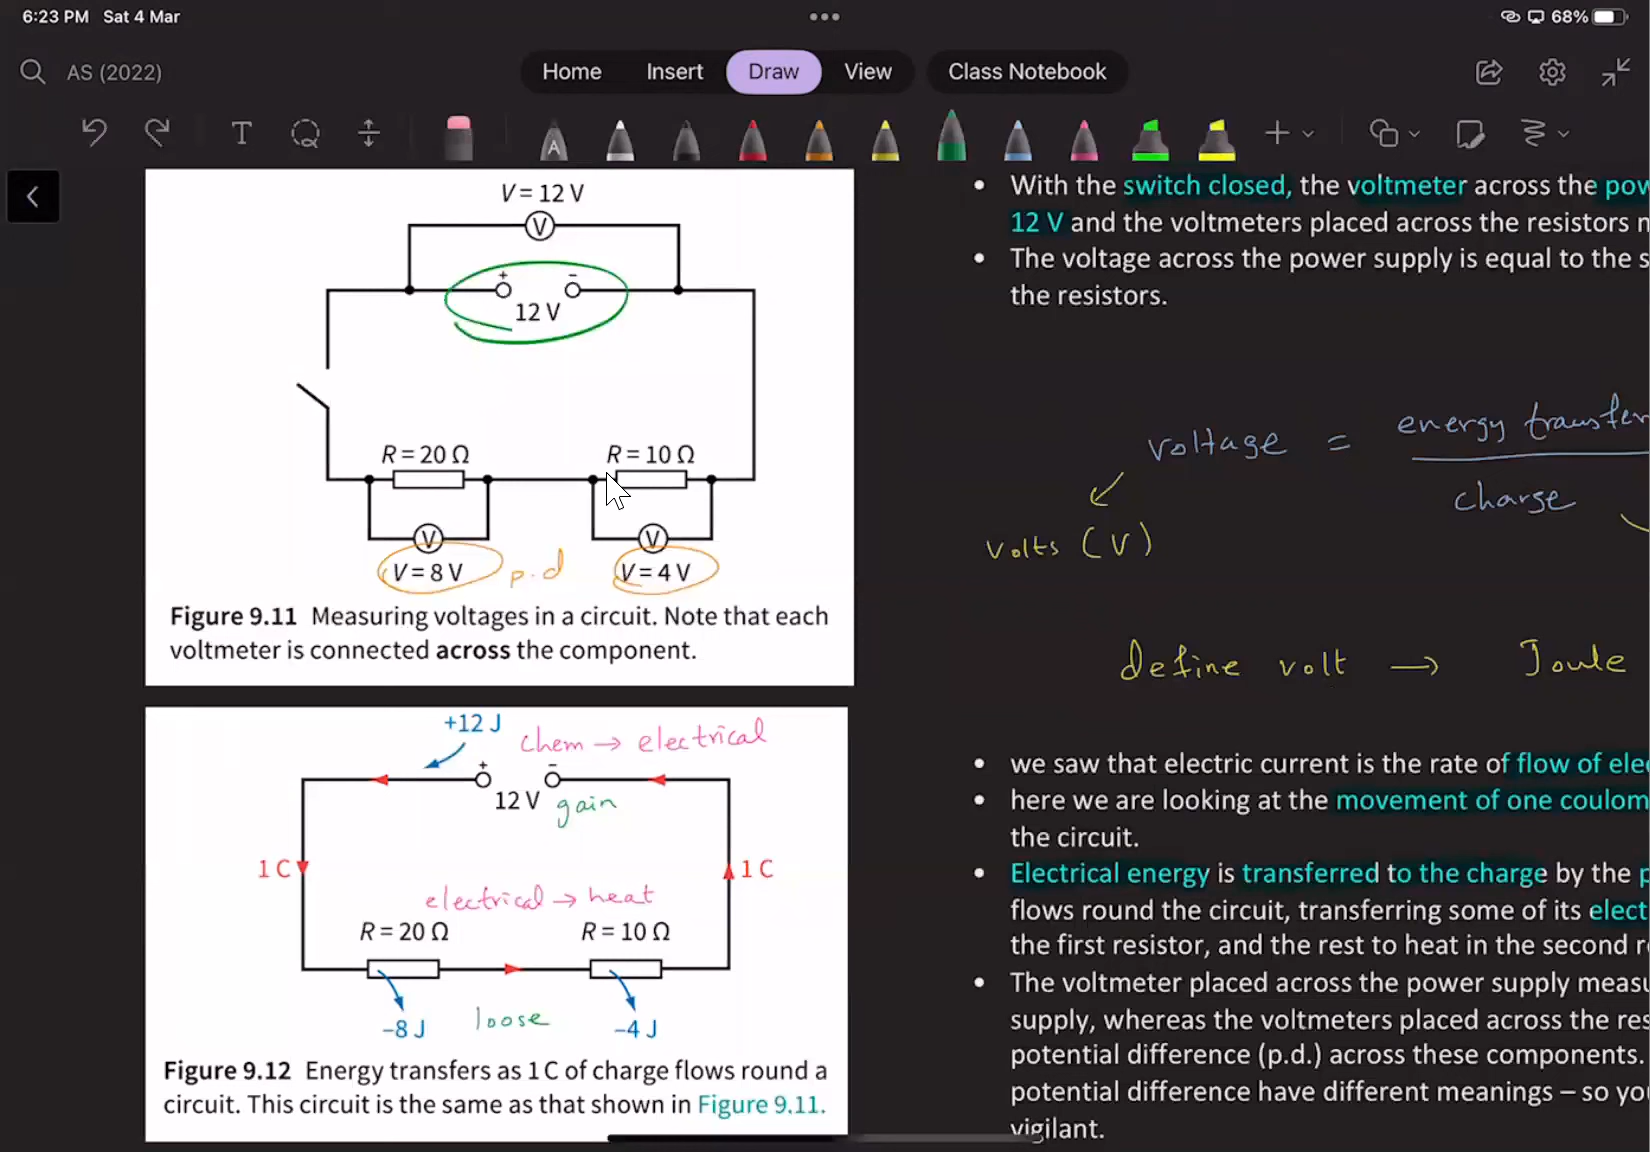 6:23 PM Sat 4 Mar
68%
AS (2022)
Home Insert Draw View Class Notebook
T
A
V = 12 V
V
+ −
12 V
R = 20 Ω R = 10 Ω
V V
V = 8 V p.d V = 4 V
Figure 9.11 Measuring voltages in a circuit. Note that each
voltmeter is connected across the component.
+12 J chem → electrical
+ −
12 V gain
1 C 1 C
electrical → heat
R = 20 Ω R = 10 Ω
−8 J loose −4 J
Figure 9.12 Energy transfers as 1 C of charge flows round a
circuit. This circuit is the same as that shown in Figure 9.11.
• With the switch closed, the voltmeter across the
12 V and the voltmeters placed across the resistors
• The voltage across the power supply is equal to the
the resistors.
voltage = energy transfer
charge
volts (V)
define volt → Joule
• we saw that electric current is the rate of flow of
• here we are looking at the movement of one
the circuit.
• Electrical energy is transferred to the charge by the
flows round the circuit, transferring some of its
the first resistor, and the rest to heat in the second
• The voltmeter placed across the power supply
supply, whereas the voltmeters placed across the
potential difference (p.d.) across these components.
potential difference have different meanings – so
vigilant.